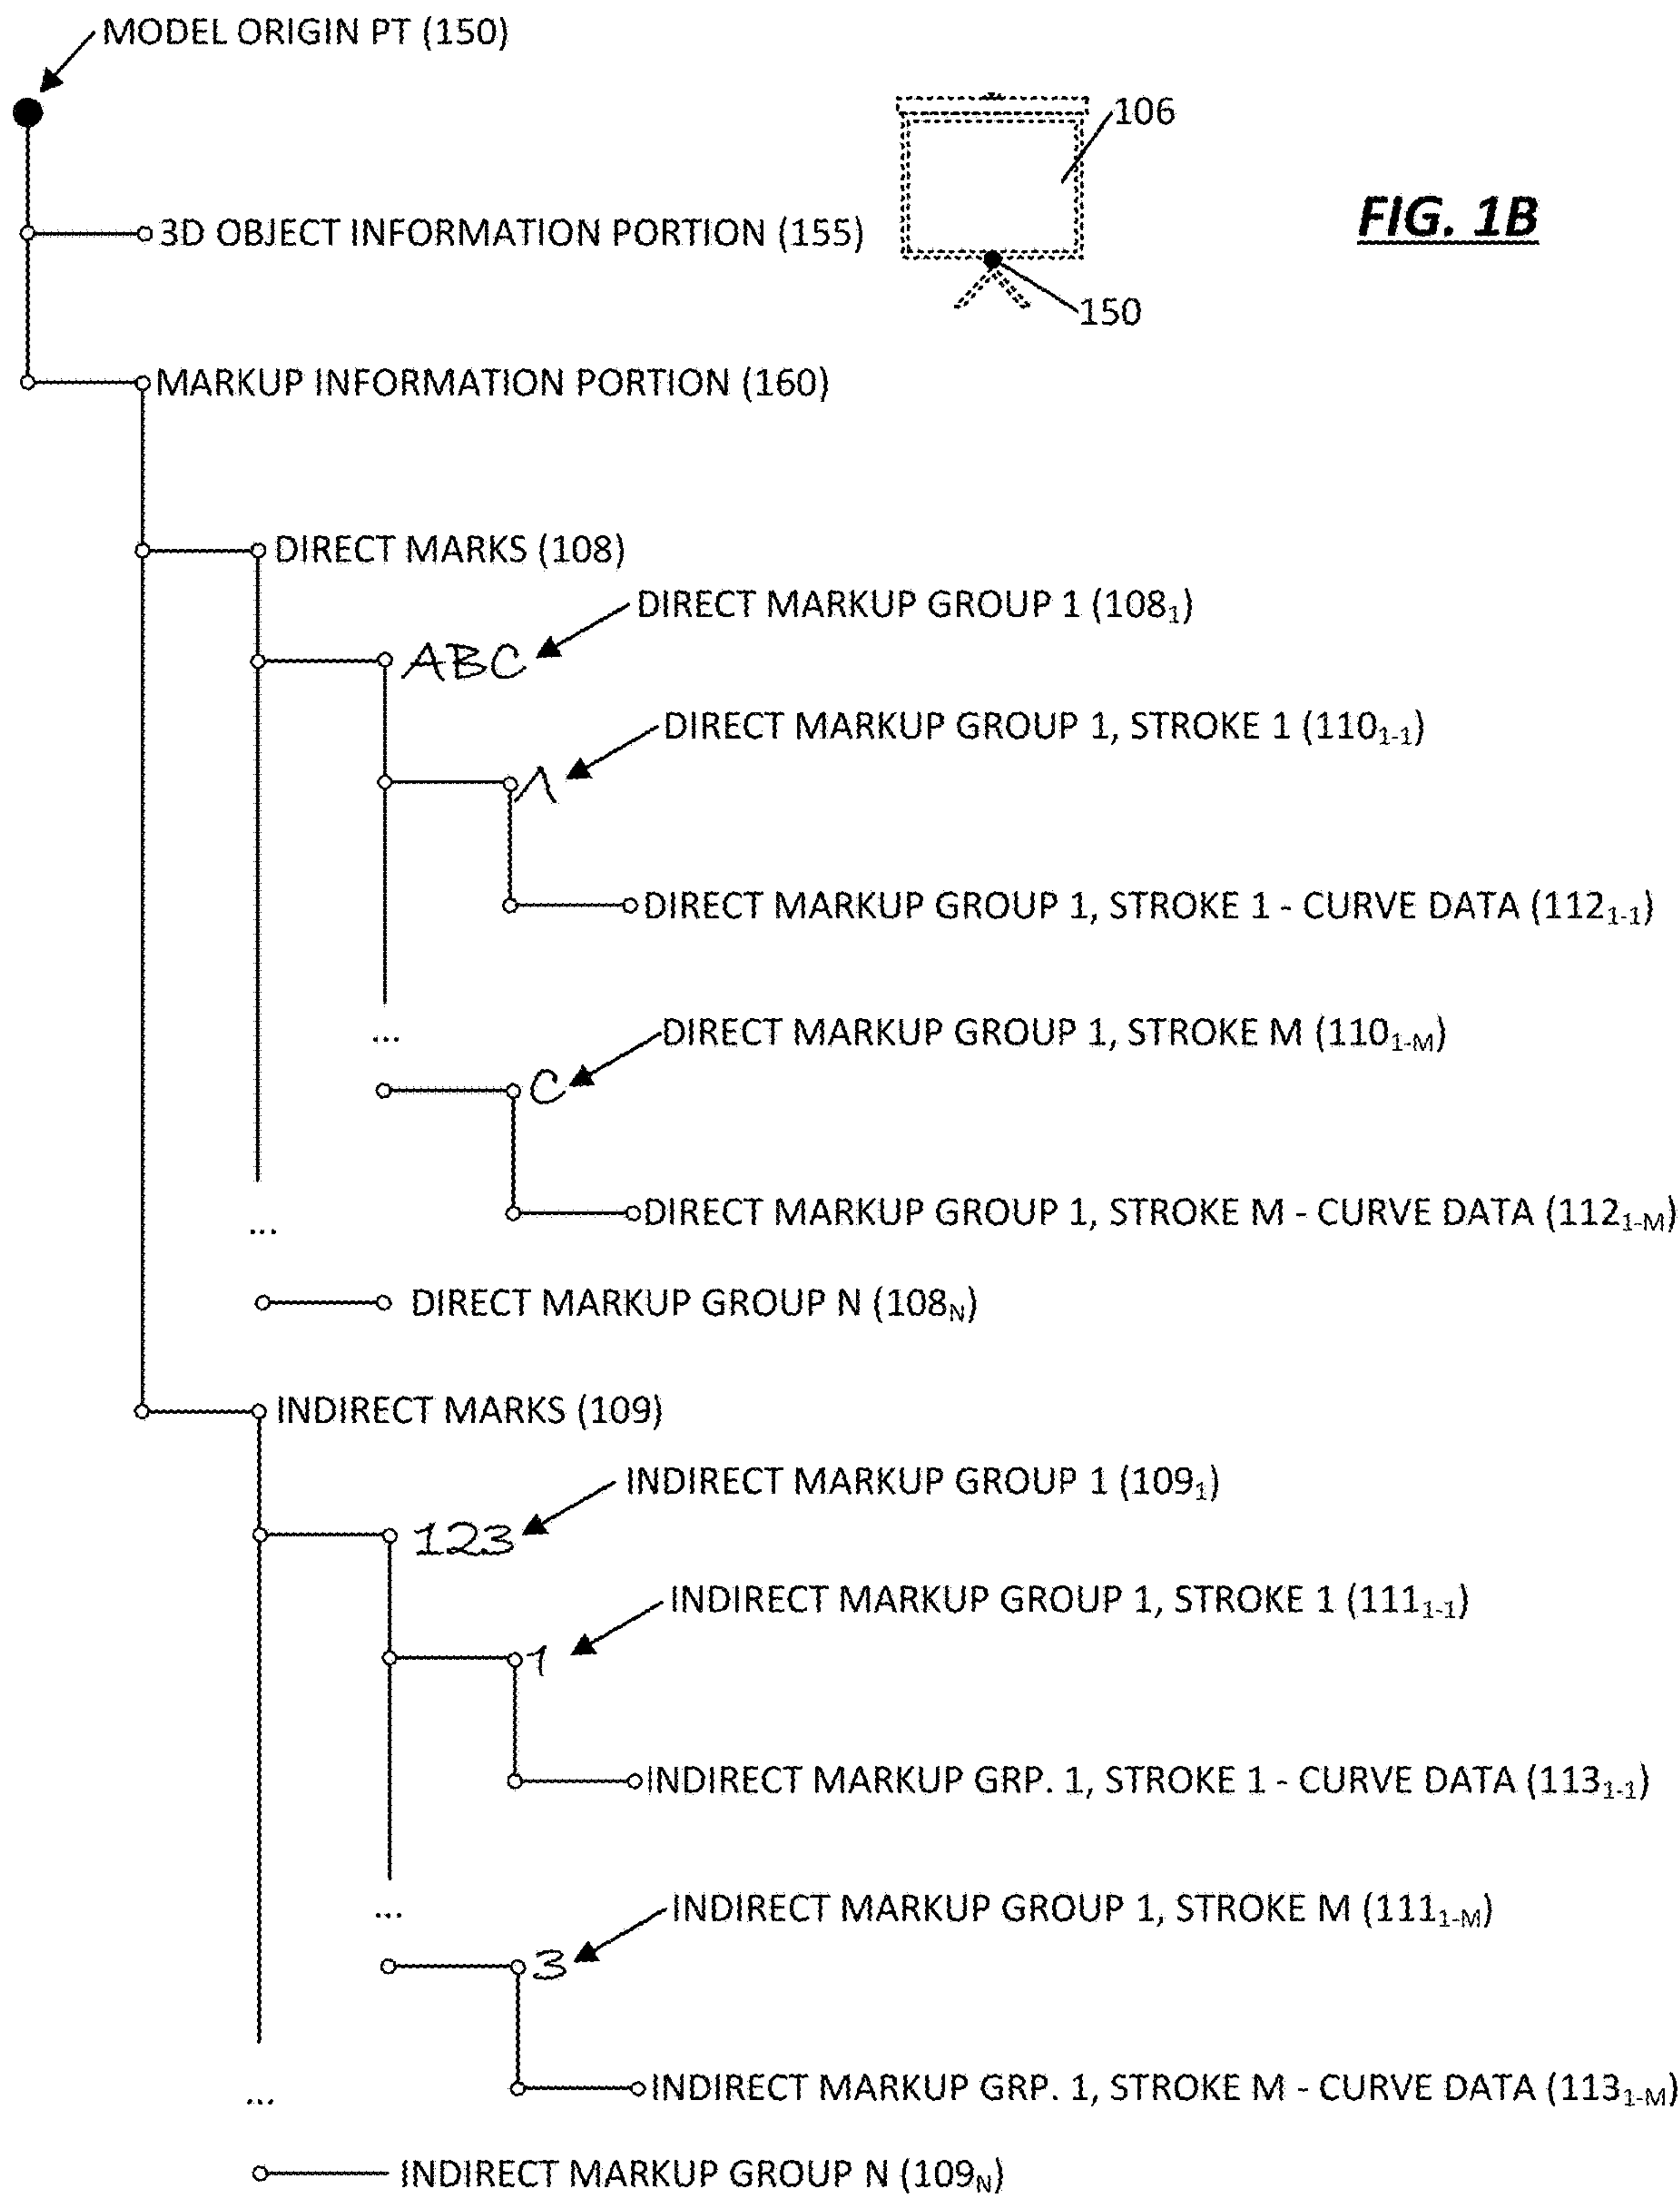 MODEL ORIGIN PT (150)
106
FIG. 1B
3D OBJECT INFORMATION PORTION (155)
150
MARKUP INFORMATION PORTION (160)
DIRECT MARKS (108)
DIRECT MARKUP GROUP 1 (108₁)
ABC
DIRECT MARKUP GROUP 1, STROKE 1 (110₁₋₁)
Λ
DIRECT MARKUP GROUP 1, STROKE 1 - CURVE DATA (112₁₋₁)
...
DIRECT MARKUP GROUP 1, STROKE M (110₁₋M)
C
DIRECT MARKUP GROUP 1, STROKE M - CURVE DATA (112₁₋M)
...
DIRECT MARKUP GROUP N (108N)
INDIRECT MARKS (109)
INDIRECT MARKUP GROUP 1 (109₁)
123
INDIRECT MARKUP GROUP 1, STROKE 1 (111₁₋₁)
1
INDIRECT MARKUP GRP. 1, STROKE 1 - CURVE DATA (113₁₋₁)
...
INDIRECT MARKUP GROUP 1, STROKE M (111₁₋M)
3
INDIRECT MARKUP GRP. 1, STROKE M - CURVE DATA (113₁₋M)
...
INDIRECT MARKUP GROUP N (109N)